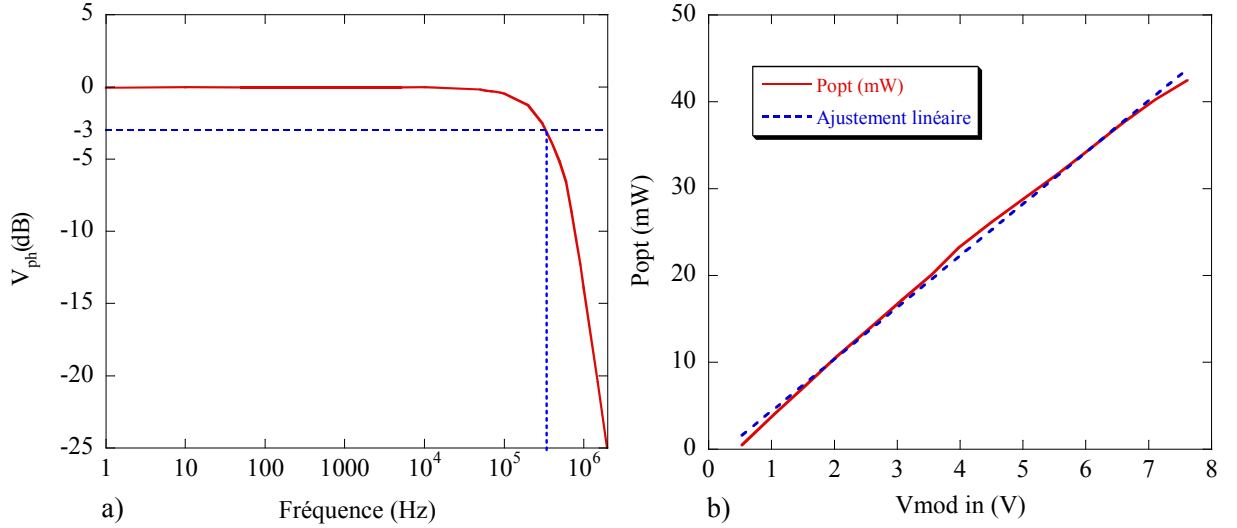 5
0
-3
-5
-10
-15
-20
-25
V_ph(dB)
1 10 100 1000 10^4 10^5 10^6
Fréquence (Hz)
a)
50
40
30
20
10
0
Popt (mW)
Popt (mW)
Ajustement linéaire
0 1 2 3 4 5 6 7 8
Vmod in (V)
b)